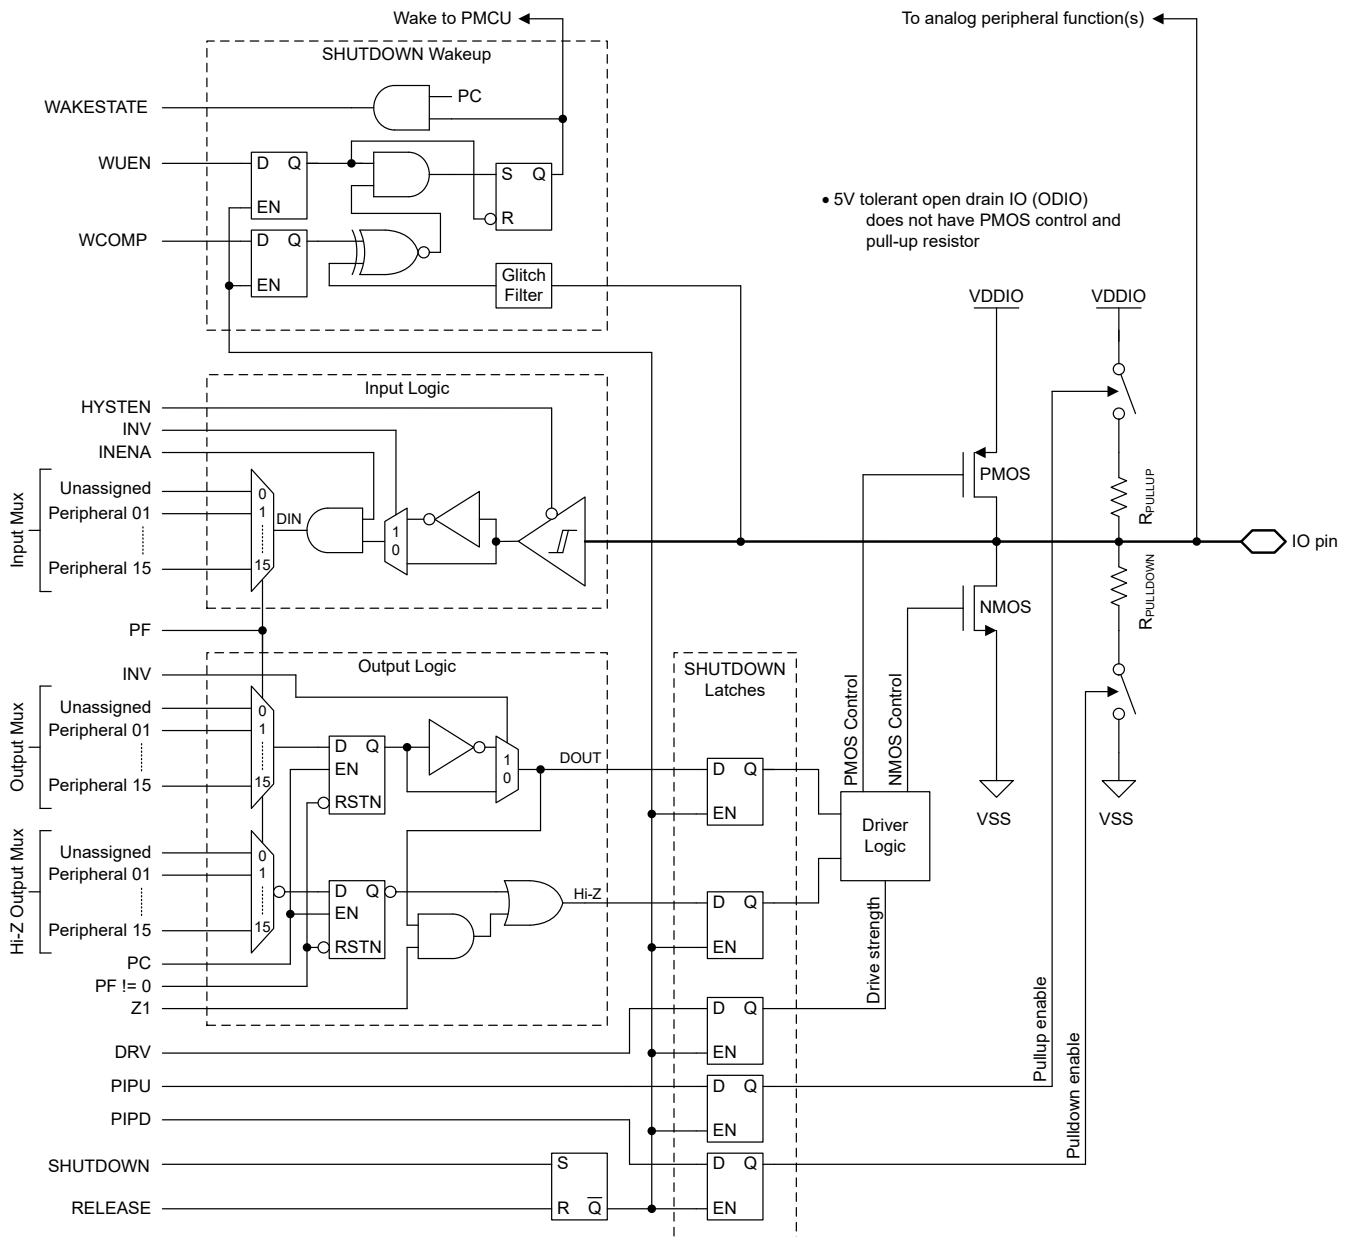 Wake to PMCU
To analog peripheral function(s)
SHUTDOWN Wakeup
WAKESTATE
PC
WUEN
D Q
EN
S Q
R
WCOMP
D Q
EN
Glitch
Filter
• 5V tolerant open drain IO (ODIO)
does not have PMOS control and
pull-up resistor
VDDIO
VDDIO
Input Logic
HYSTEN
INV
INENA
Input Mux
Unassigned
Peripheral 01
Peripheral 15
0
1
15
DIN
1
0
PMOS
RPULLUP
IO pin
NMOS
RPULLDOWN
PF
Output Logic
INV
Output Mux
Unassigned
Peripheral 01
Peripheral 15
0
1
15
D Q
EN
RSTN
1
0
DOUT
SHUTDOWN
Latches
D Q
EN
PMOS Control
NMOS Control
Driver
Logic
VSS
VSS
Hi-Z Output Mux
Unassigned
Peripheral 01
Peripheral 15
0
1
15
D Q
EN
RSTN
Hi-Z
D Q
EN
Drive strength
PC
PF != 0
Z1
D Q
EN
DRV
PIPU
D Q
EN
Pullup enable
PIPD
Pulldown enable
SHUTDOWN
RELEASE
S
R Q̅
D Q
EN